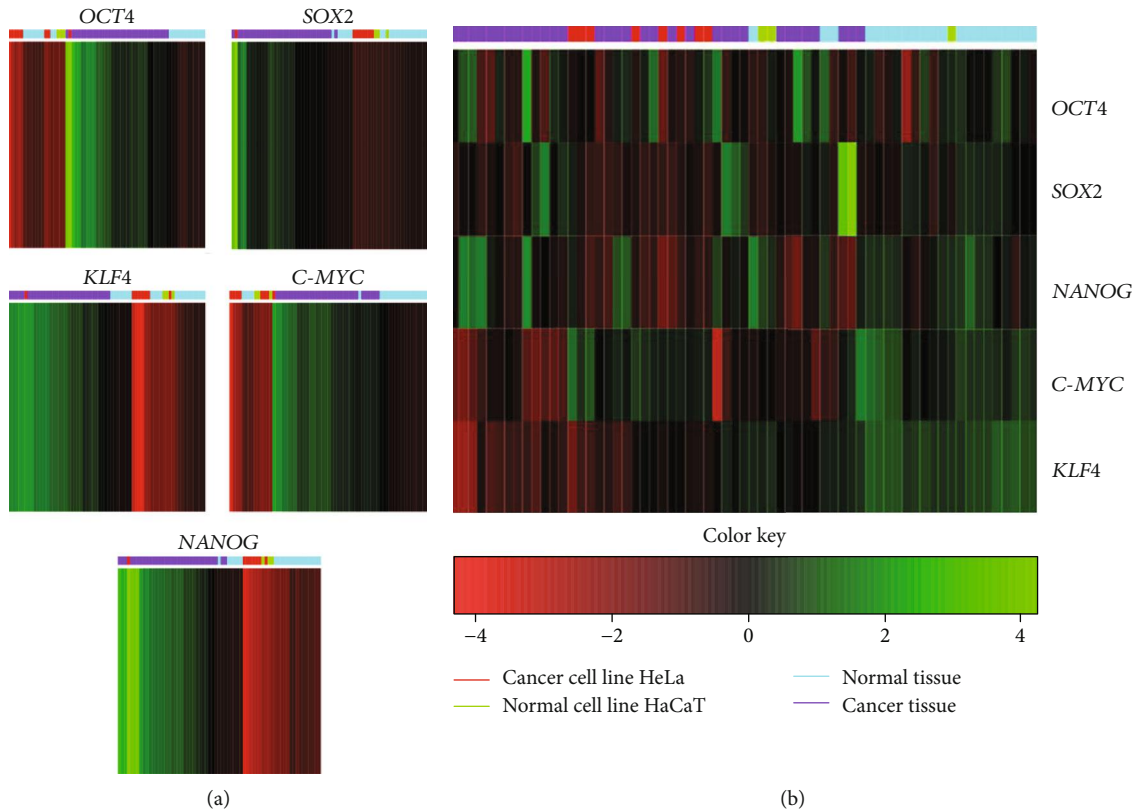 OCT4
SOX2
KLF4
C-MYC
NANOG
(a)
OCT4
SOX2
NANOG
C-MYC
KLF4
Color key
−4 −2 0 2 4
Cancer cell line HeLa
Normal cell line HaCaT
Normal tissue
Cancer tissue
(b)